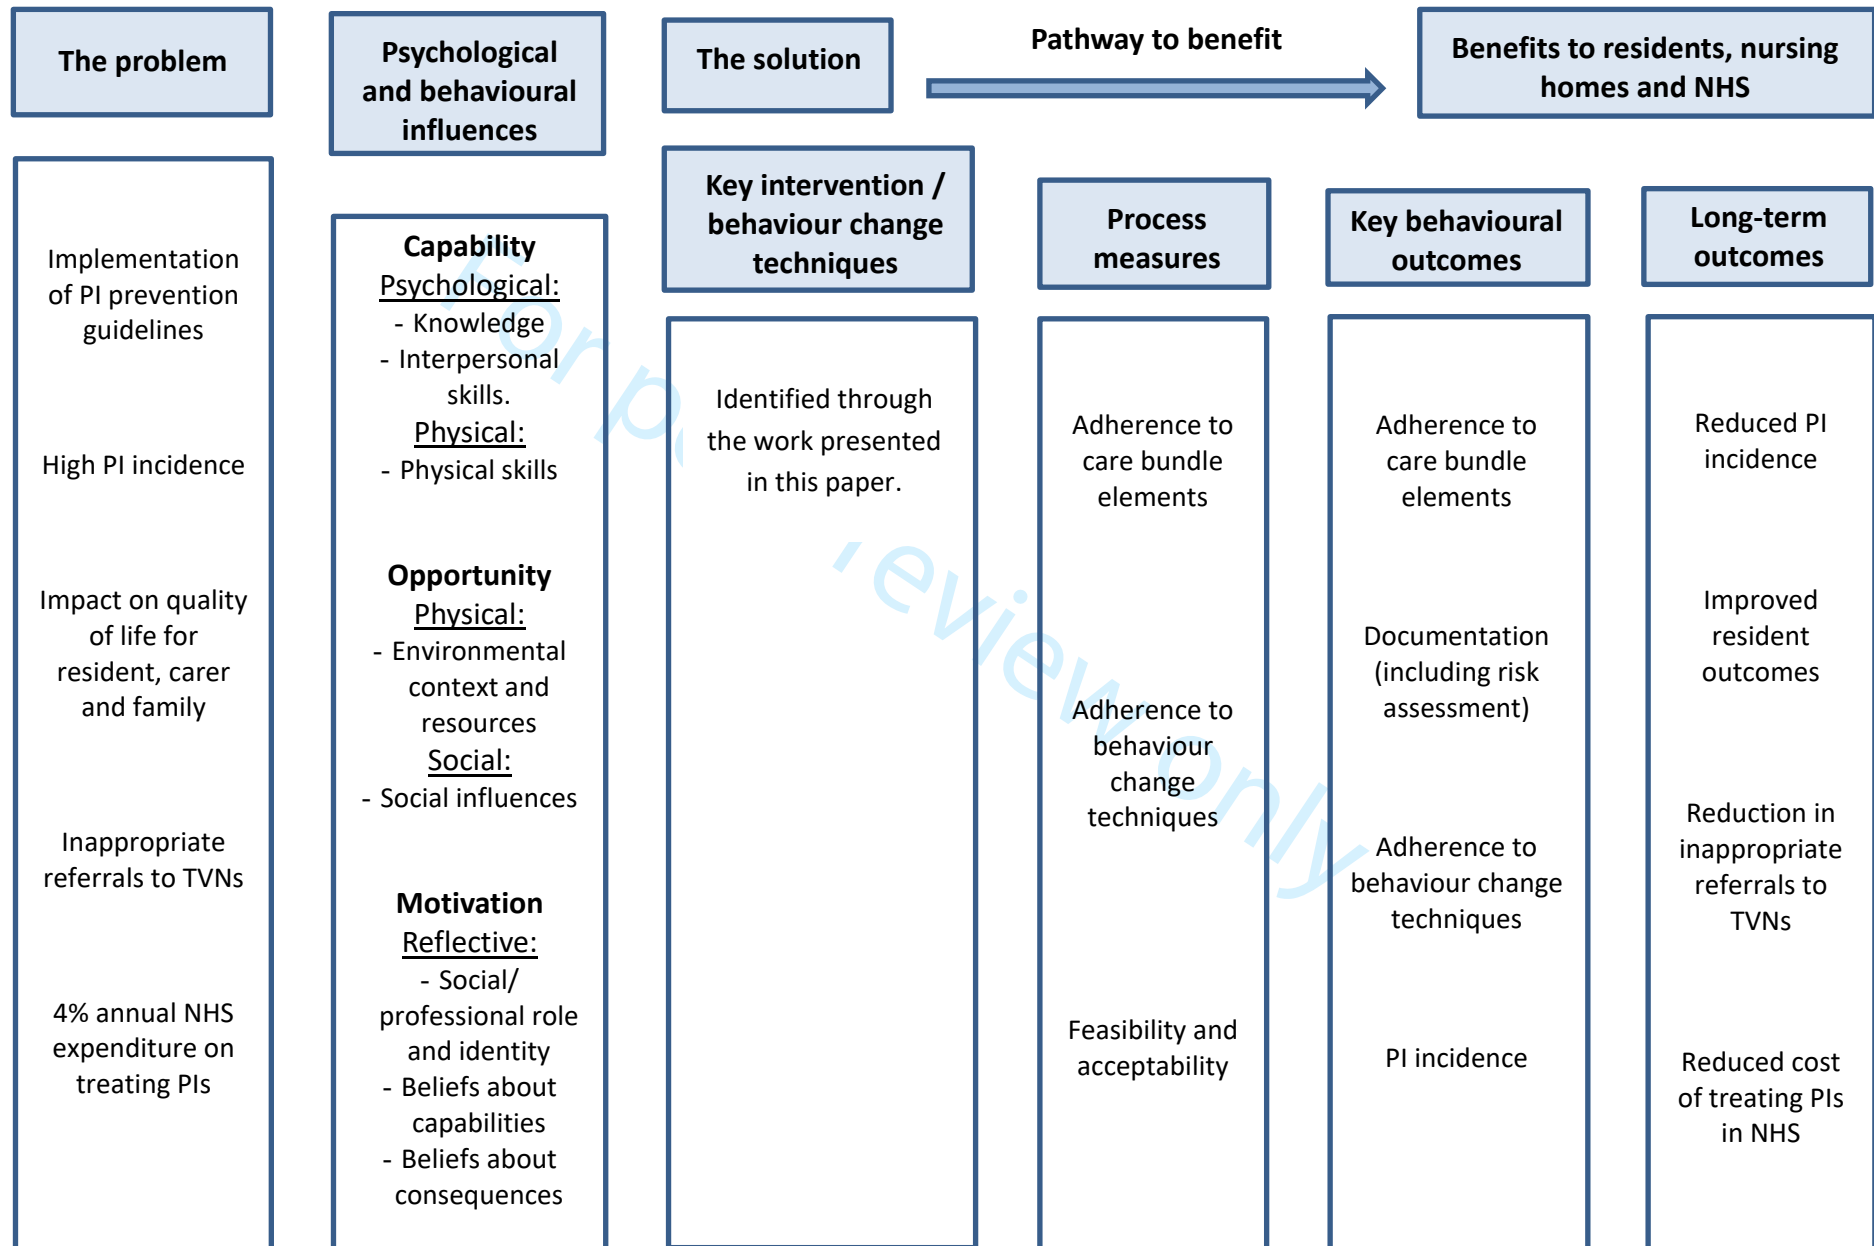 The problem
Psychological
and behavioural
influences
The solution
Pathway to benefit
Benefits to residents, nursing
homes and NHS
Key intervention /
behaviour change
techniques
Process
measures
Key behavioural
outcomes
Long-term
outcomes
Implementation
of PI prevention
guidelines
High PI incidence
Impact on quality
of life for
resident, carer
and family
Inappropriate
referrals to TVNs
4% annual NHS
expenditure on
treating PIs
Capability
Psychological:
- Knowledge
- Interpersonal
skills.
Physical:
- Physical skills
Opportunity
Physical:
- Environmental
context and
resources
Social:
- Social influences
Motivation
Reflective:
- Social/
professional role
and identity
- Beliefs about
capabilities
- Beliefs about
consequences
Identified through
the work presented
in this paper.
Adherence to
care bundle
elements
Adherence to
behaviour
change
techniques
Feasibility and
acceptability
Adherence to
care bundle
elements
Documentation
(including risk
assessment)
Adherence to
behaviour change
techniques
PI incidence
Reduced PI
incidence
Improved
resident
outcomes
Reduction in
inappropriate
referrals to
TVNs
Reduced cost
of treating PIs
in NHS
For p review only